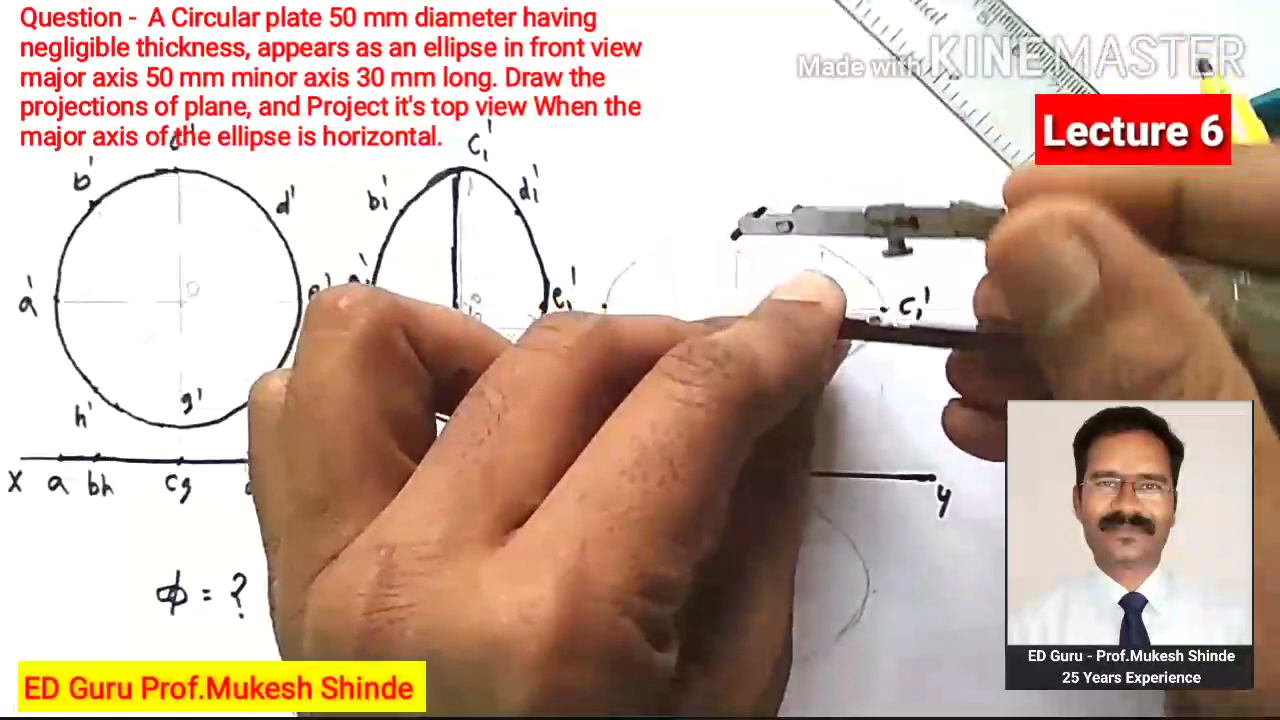 Question - A Circular plate 50 mm diameter having
negligible thickness, appears as an ellipse in front view
major axis 50 mm minor axis 30 mm long. Draw the
projections of plane, and Project it's top view When the
major axis of the ellipse is horizontal.
Made with KINEMASTER
Lecture 6
c'
b'
d'
a'
o
h'
g'
c₁'
b₁'
d₁'
e₁'
c₁'
X a bh cg
y
ϕ = ?
ED Guru - Prof.Mukesh Shinde
25 Years Experience
ED Guru Prof.Mukesh Shinde